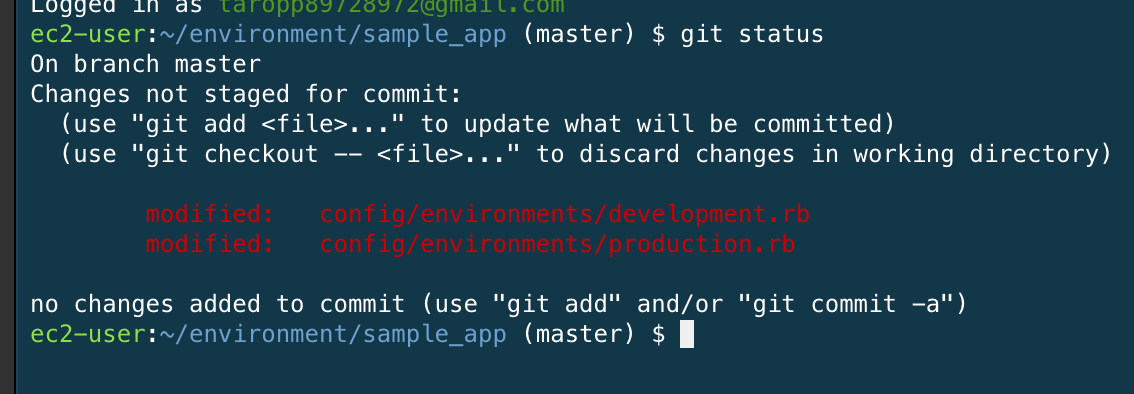 Logged in as taropp89728972@gmail.com
ec2-user:~/environment/sample_app (master) $ git status
On branch master
Changes not staged for commit:
  (use "git add <file>..." to update what will be committed)
  (use "git checkout -- <file>..." to discard changes in working directory)
        modified:   config/environments/development.rb
        modified:   config/environments/production.rb
no changes added to commit (use "git add" and/or "git commit -a")
ec2-user:~/environment/sample_app (master) $